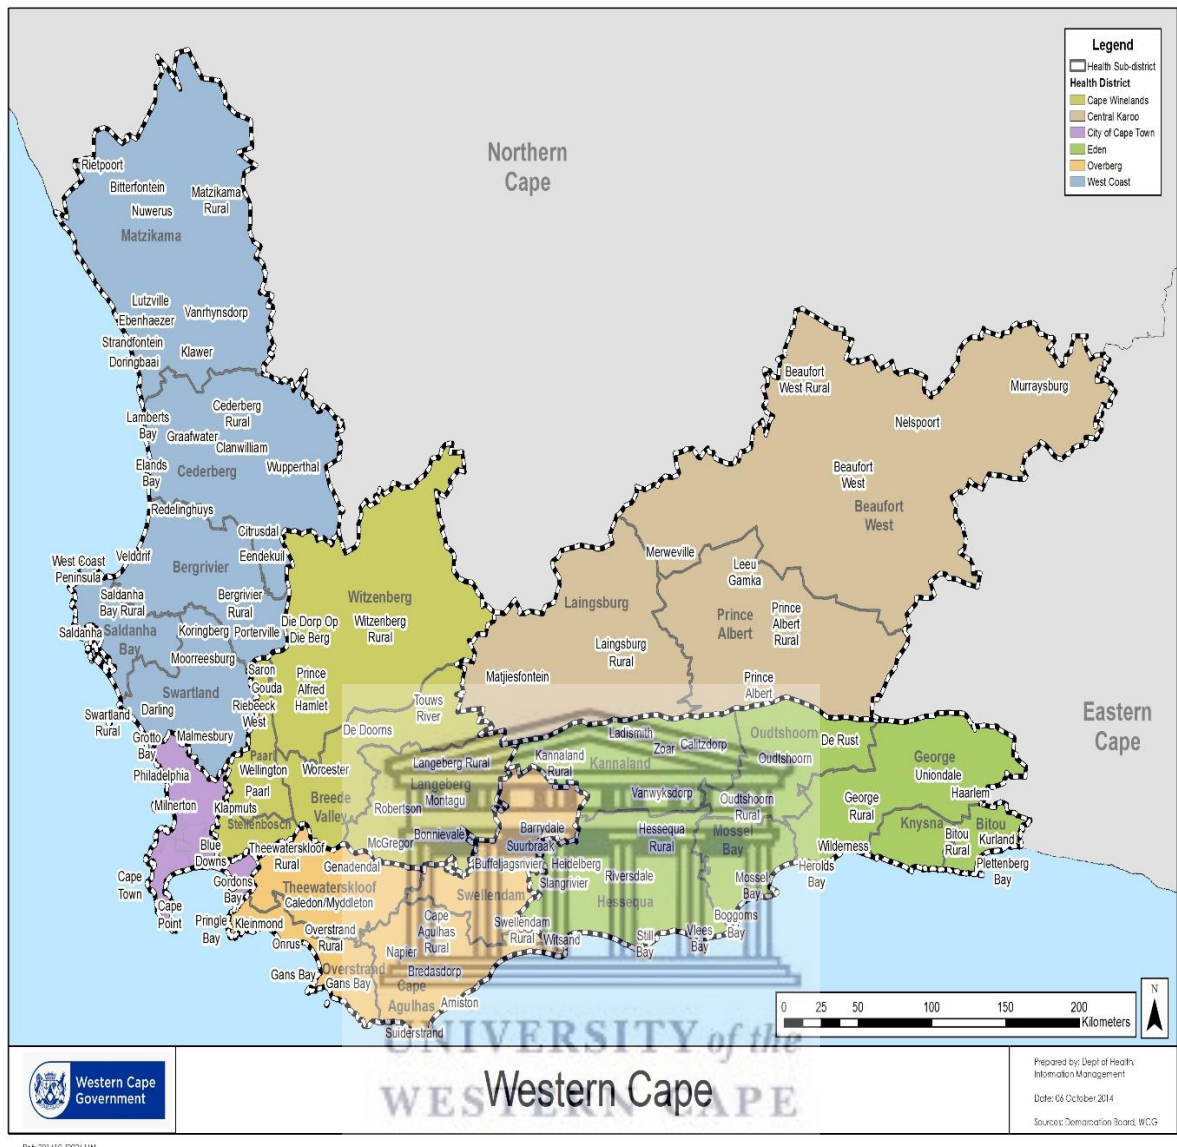 Legend
Health Sub-district
Health District
Cape Winelands
Central Karoo
City of Cape Town
Eden
Overberg
West Coast
Northern
Cape
Rietpoort
Bitterfontein
Nuwerus
Matzikama
Rural
Matzikama
Lutzville
Ebenhaezer
Vanrhynsdorp
Strandfontein
Doringbaai
Klawer
Beaufort
West Rural
Murraysburg
Nelspoort
Beaufort
West
Beaufort
West
Lamberts
Bay
Cederberg
Rural
Graafwater
Clanwilliam
Elands
Bay
Cederberg
Wupperthal
Redelinghuys
Citrusdal
Velddrif
Eendekuil
West Coast
Peninsula
Bergrivier
Saldanha
Bay Rural
Bergrivier
Rural
Saldanha
Saldanha
Bay
Koringberg
Porterville
Moorreesburg
Die Dorp Op
Die Berg
Witzenberg
Witzenberg
Rural
Merweville
Leeu
Gamka
Laingsburg
Prince
Albert
Prince
Albert
Rural
Laingsburg
Rural
Matjiesfontein
Prince
Albert
Swartland
Darling
Swartland
Rural
Saron
Gouda
Riebeeck
West
Prince
Alfred
Hamlet
Touws
River
De Doorns
Grotto
Bay
Malmesbury
Eastern
Cape
Philadelphia
Paarl
Wellington
Paarl
Worcester
Milnerton
Klapmuts
Stellenbosch
Breede
Valley
Langeberg Rural
Langeberg
Montagu
Robertson
Bonnievale
McGregor
Ladismith
Zoar
Calitzdorp
Kannaland
Rural
Kannaland
Oudtshoorn
De Rust
Oudtshoorn
Vanwyksdorp
Oudtshoorn
Rural
George
Uniondale
Haarlem
George
Rural
Knysna
Bitou
Bitou
Rural
Kurland
Plettenberg
Bay
Wilderness
Herolds
Bay
Barrydale
Suurbraak
Buffeljagsrivier
Heidelberg
Slangrivier
Hessequa
Rural
Riversdale
Hessequa
Mossel
Bay
Mossel
Bay
Boggoms
Bay
Vlees
Bay
Still
Bay
Witsand
Blue
Downs
Theewaterskloof
Rural
Genadendal
Cape
Town
Gordons
Bay
Cape
Point
Theewaterskloof
Caledon/Myddleton
Swellendam
Swellendam
Rural
Pringle
Bay
Kleinmond
Onrus
Overstrand
Rural
Cape
Agulhas
Rural
Napier
Bredasdorp
Gans Bay
Overstrand
Gans Bay
Cape
Agulhas
Arniston
Suiderstrand
0 25 50 100 150 200
Kilometers
N
UNIVERSITY of the
WESTERN CAPE
Western Cape
Government
Western Cape
Prepared by: Dept of Health,
Information Management
Date: 06 October 2014
Sources: Demarcation Board, WCG